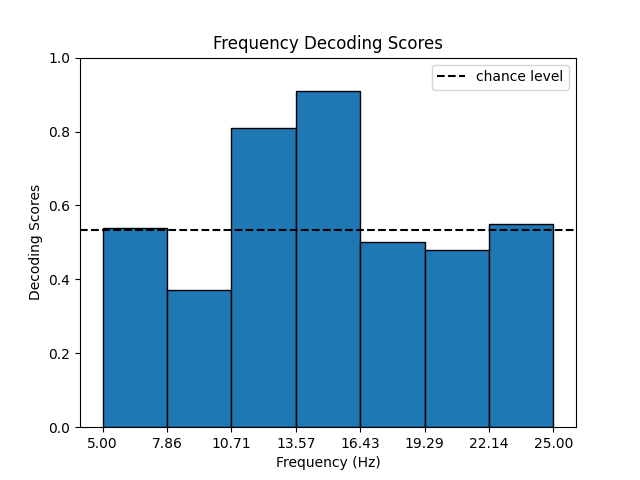 Frequency Decoding Scores
chance level
1.0
0.8
0.6
0.4
0.2
0.0
Decoding Scores
5.00 7.86 10.71 13.57 16.43 19.29 22.14 25.00
Frequency (Hz)